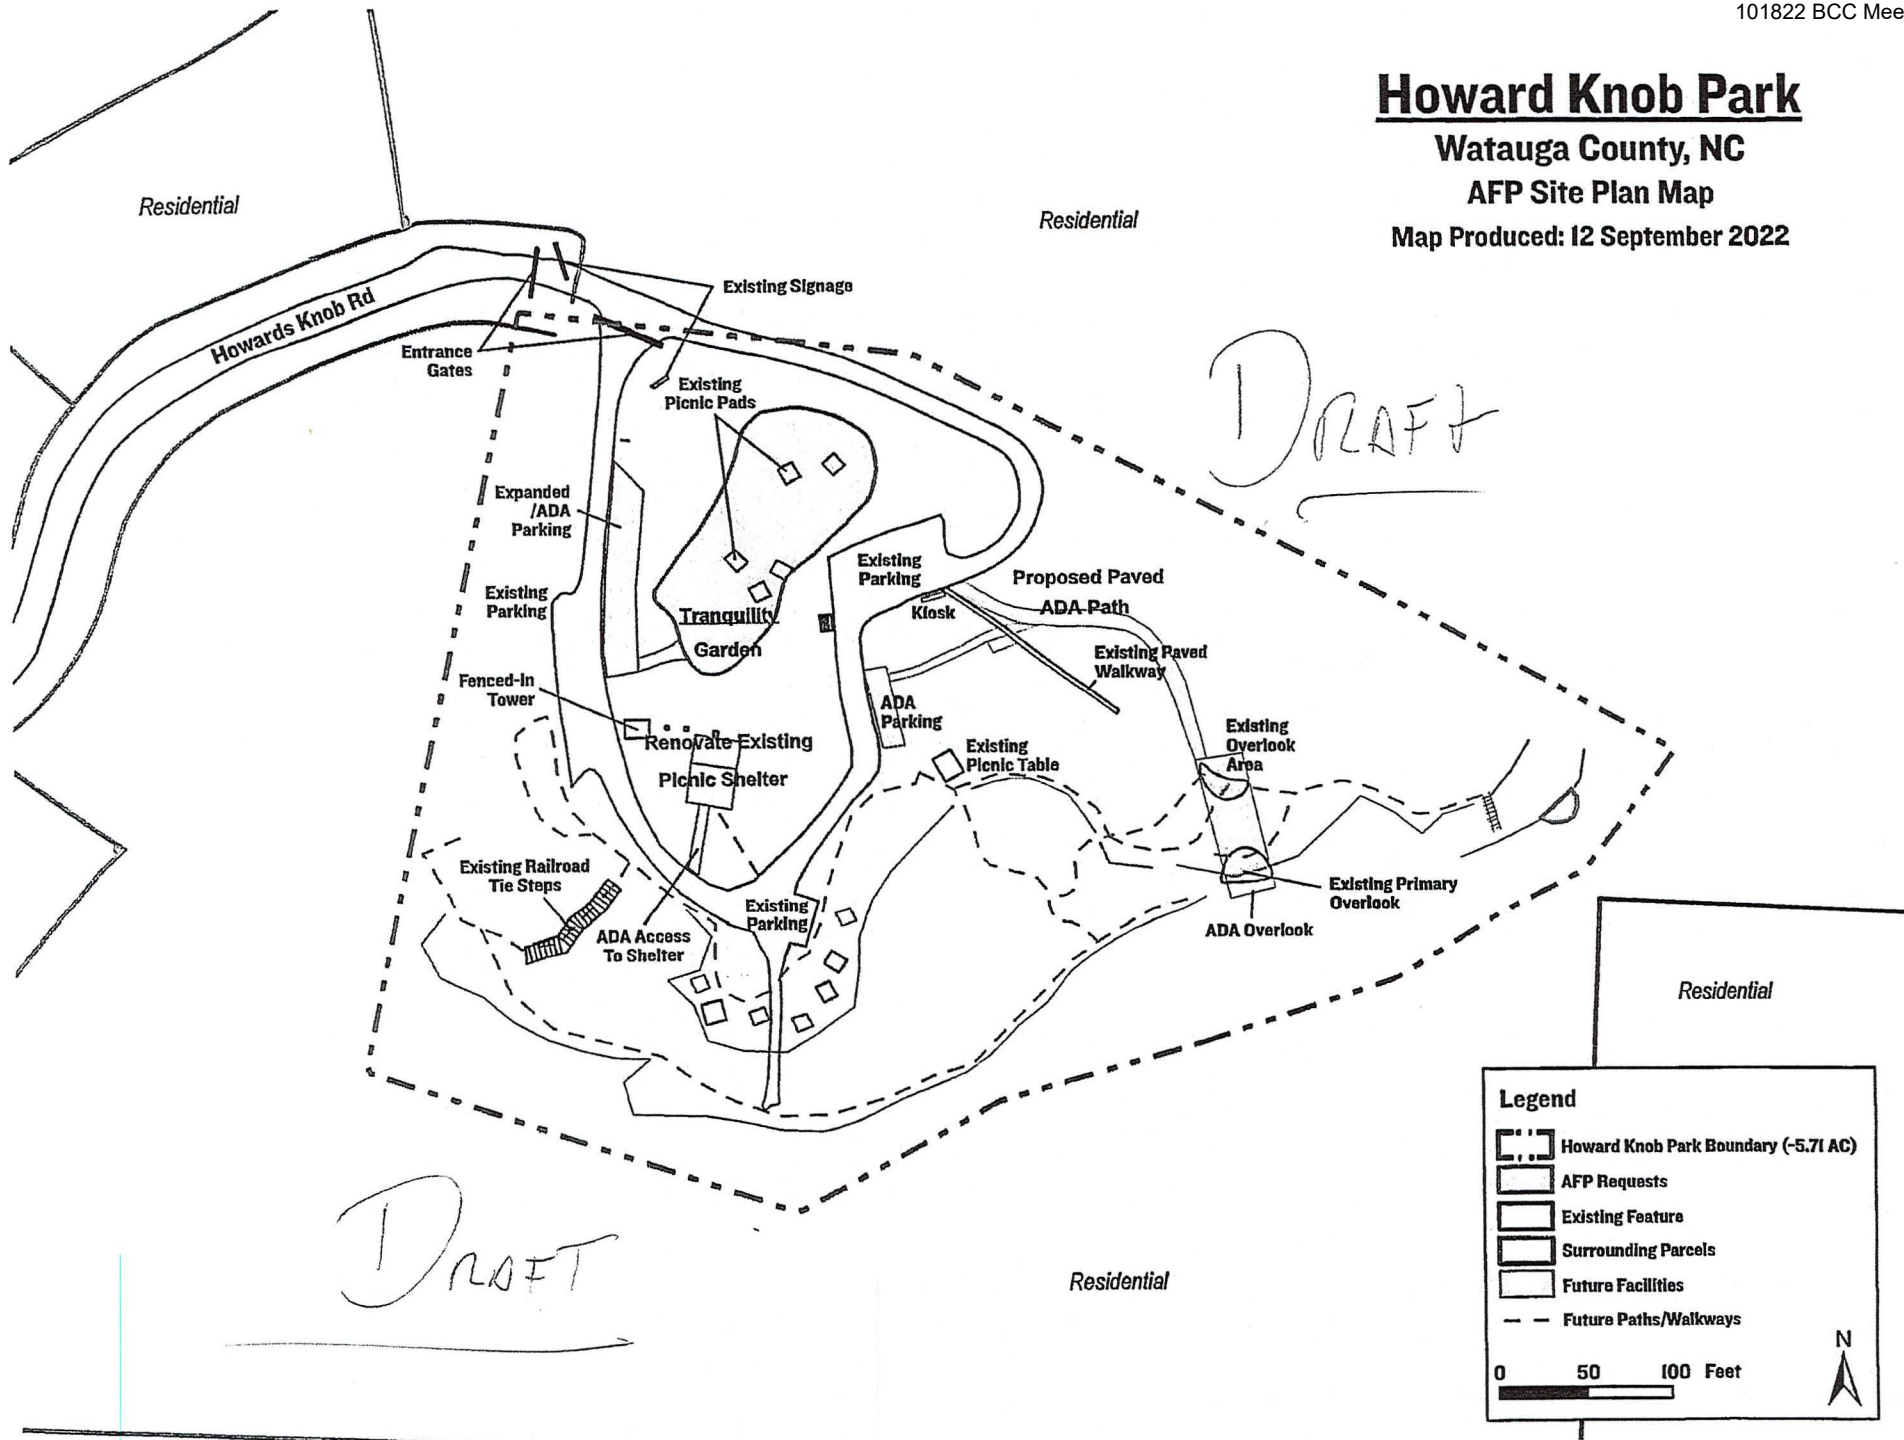 101822 BCC Mee
Howard Knob Park
Watauga County, NC
AFP Site Plan Map
Map Produced: 12 September 2022
Residential
Residential
Existing Signage
Howards Knob Rd
Entrance
Gates
Existing
Picnic Pads
DRAFT
Expanded
/ADA
Parking
Existing
Parking
Existing
Parking
Proposed Paved
ADA Path
Kiosk
Tranquility
Garden
Existing Paved
Walkway
Fenced-In
Tower
ADA
Parking
Renovate Existing
Picnic Shelter
Existing
Picnic Table
Existing
Overlook
Area
Existing Railroad
Tie Steps
Existing
Parking
ADA Access
To Shelter
Existing Primary
Overlook
ADA Overlook
Residential
DRAFT
Residential
Legend
Howard Knob Park Boundary (~5.71 AC)
AFP Requests
Existing Feature
Surrounding Parcels
Future Facilities
Future Paths/Walkways
N
0 50 100 Feet